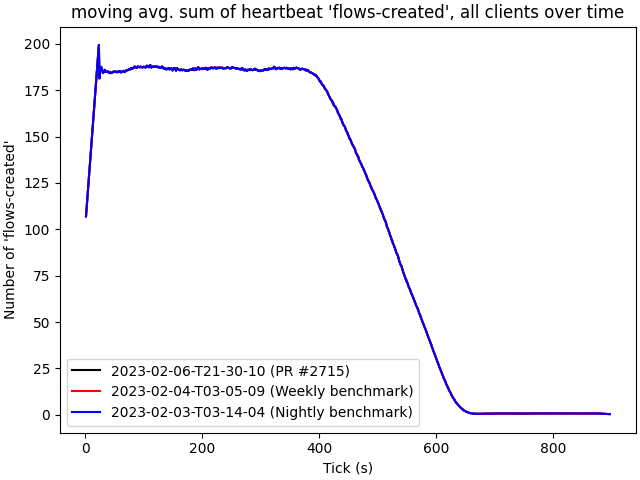 moving avg. sum of heartbeat 'flows-created', all clients over time
200
175
150
125
100
75
50
25
0
Number of 'flows-created'
2023-02-06-T21-30-10 (PR #2715)
2023-02-04-T03-05-09 (Weekly benchmark)
2023-02-03-T03-14-04 (Nightly benchmark)
0 200 400 600 800
Tick (s)